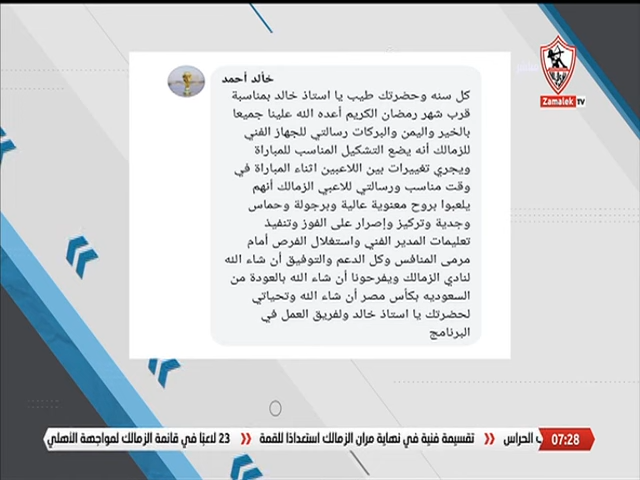 خالد أحمد
كل سنه وحضرتك طيب يا استاذ خالد بمناسبة
قرب شهر رمضان الكريم أعده الله علينا جميعا
بالخير واليمن والبركات رسالتي للجهاز الفني
للزمالك أنه يضع التشكيل المناسب للمباراة
ويجري تغييرات بين اللاعبين اثناء المباراة في
وقت مناسب ورسالتي للاعبي الزمالك أنهم
يلعبوا بروح معنوية عالية وبرجولة وحماس
وجدية وتركيز وإصرار على الفوز وتنفيذ
تعليمات المدير الفني واستغلال الفرص أمام
مرمى المنافس وكل الدعم والتوفيق أن شاء الله
لنادي الزمالك ويفرحونا أن شاء الله بالعودة من
السعوديه بكأس مصر أن شاء الله وتحياتي
لحضرتك يا استاذ خالد ولفريق العمل في
البرنامج
Zamalek TV
07:28
ب الحراس » تقسيمة فنية في نهاية مران الزمالك استعدادًا للقمة » 23 لاعبًا في قائمة الزمالك لمواجهة الأهلي